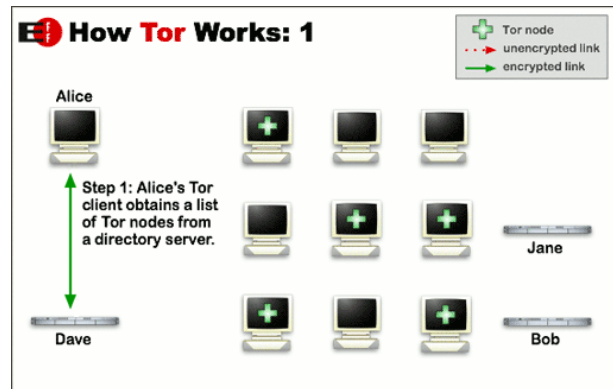 EFF How Tor Works: 1
Tor node
unencrypted link
encrypted link
Alice
Step 1: Alice's Tor
client obtains a list
of Tor nodes from
a directory server.
Jane
Dave
Bob